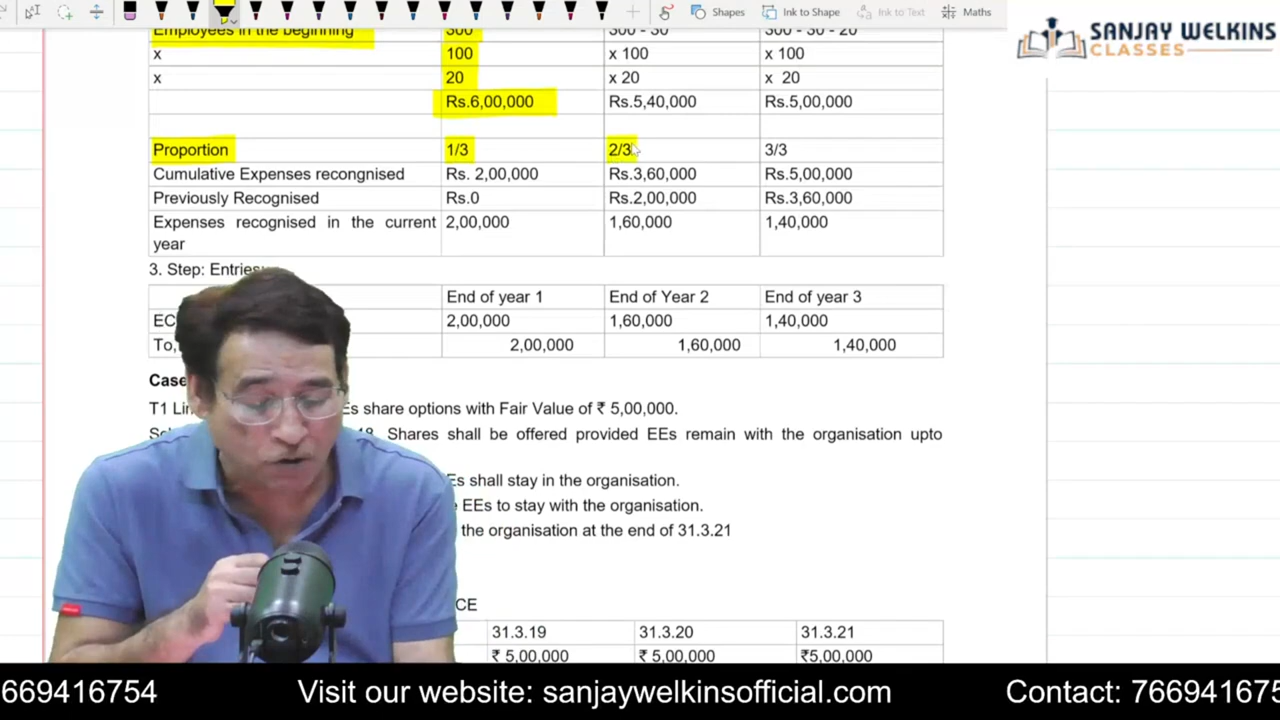 Shapes Ink to Shape Ink to Text Maths
SANJAY WELKINS
CLASSES
Employees in the beginning 300 300 - 30 300 - 30 - 20
x 100 x 100 x 100
x 20 x 20 x 20
Rs.6,00,000 Rs.5,40,000 Rs.5,00,000
Proportion 1/3 2/3 3/3
Cumulative Expenses recongnised Rs. 2,00,000 Rs.3,60,000 Rs.5,00,000
Previously Recognised Rs.0 Rs.2,00,000 Rs.3,60,000
Expenses recognised in the current year 2,00,000 1,60,000 1,40,000
3. Step: Entries:
End of year 1 End of Year 2 End of year 3
2,00,000 1,60,000 1,40,000
To, 2,00,000 1,60,000 1,40,000
Case
T1 Es share options with Fair Value of ₹ 5,00,000.
Shares shall be offered provided EEs remain with the organisation upto
Es shall stay in the organisation.
EEs to stay with the organisation.
the organisation at the end of 31.3.21
CE
31.3.19 31.3.20 31.3.21
₹ 5,00,000 ₹ 5,00,000 ₹5,00,000
669416754 Visit our website: sanjaywelkinsofficial.com Contact: 766941675